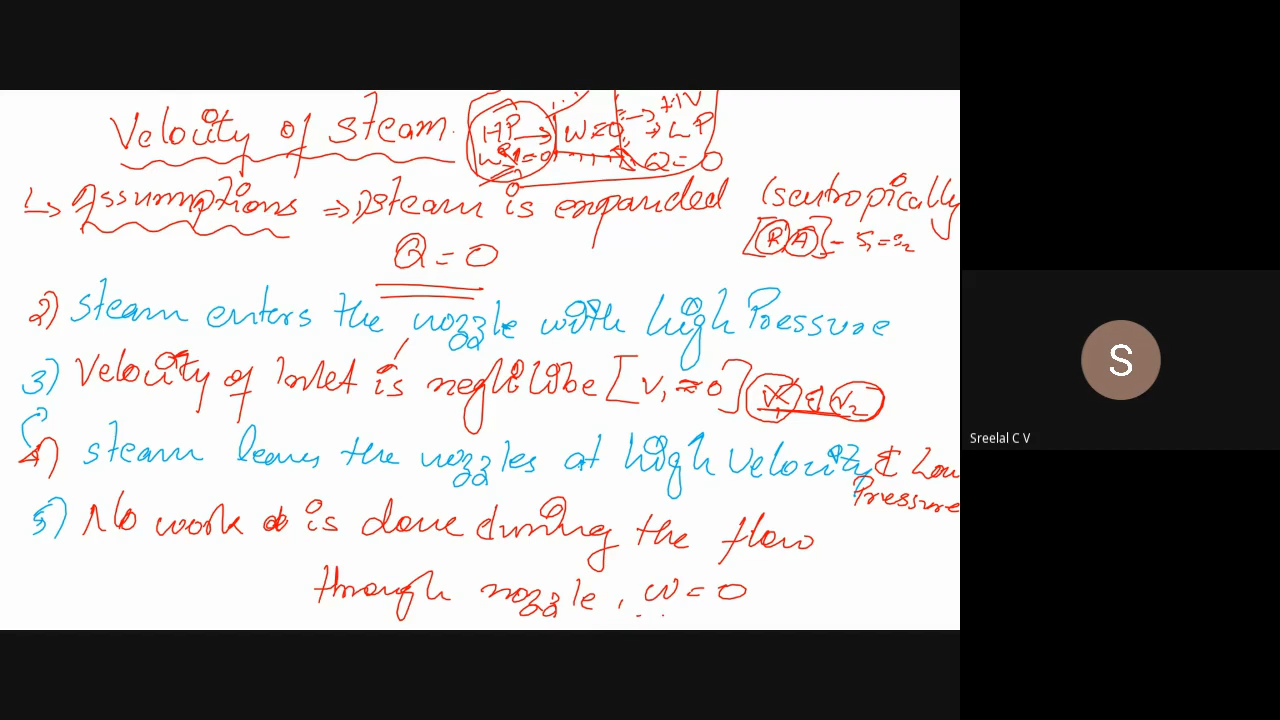 Velocity of steam.
HP → W=0 → LP
Q=0
↳ Assumptions ⇒ 1) steam is expanded Isentropically
Q = 0
[RA] - s₁=s₂
2) steam enters the nozzle with high Pressure
3) Velocity of Inlet is neglilibe [V₁ ≈ 0] V₁ < V₂
4) steam leaves the nozzles at high velocity & Low
Pressure
5) No work is done during the flow
through nozzle, W = 0
S
Sreelal C V